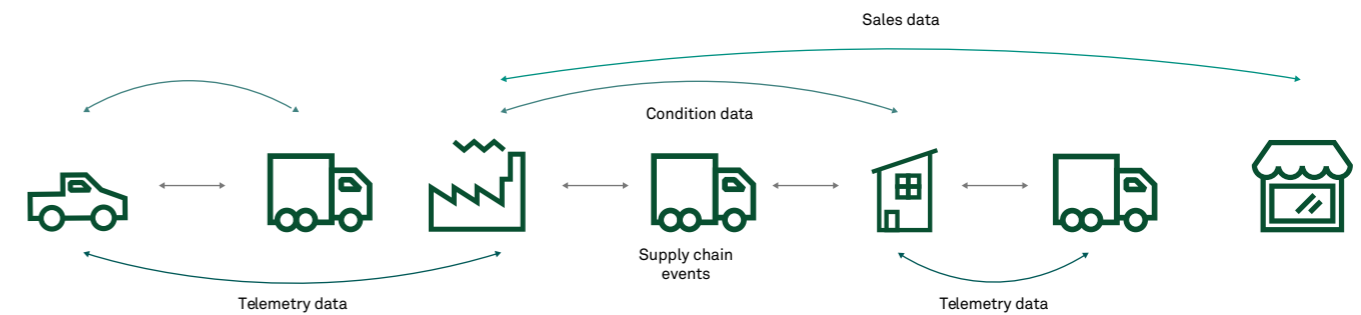 Sales data
Condition data
Supply chain
events
Telemetry data
Telemetry data